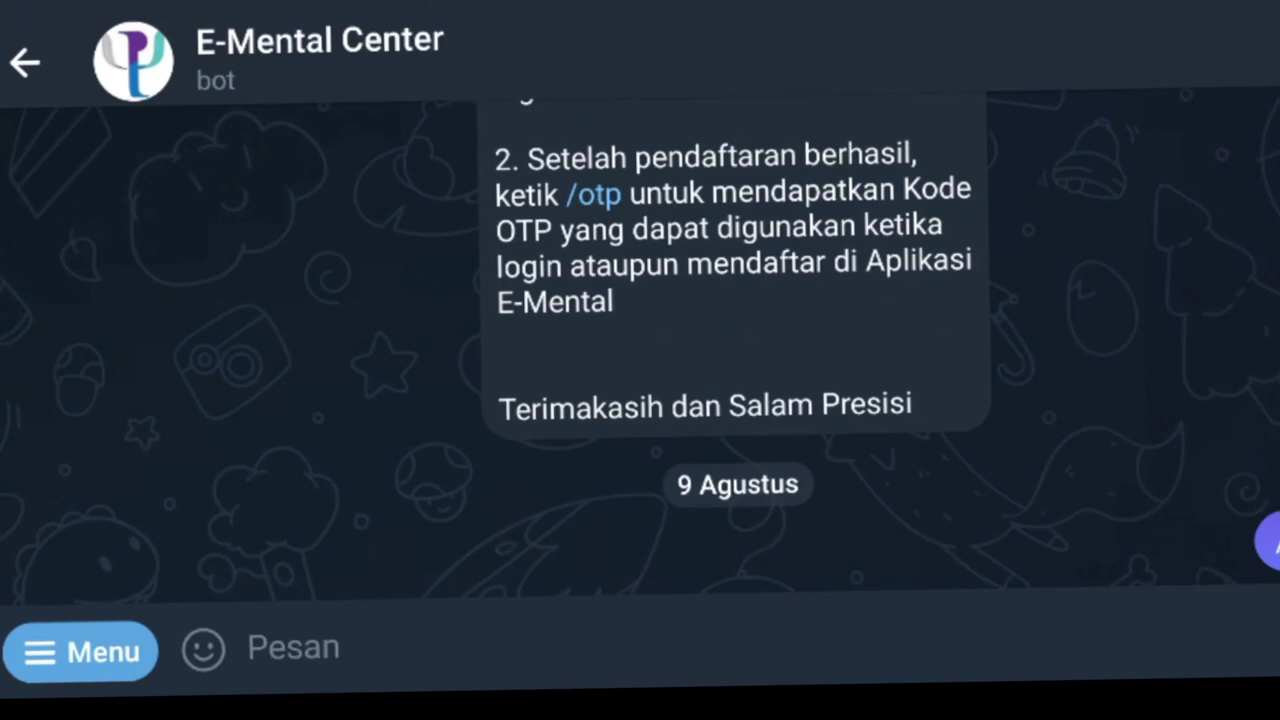 E-Mental Center
bot
2. Setelah pendaftaran berhasil,
ketik /otp untuk mendapatkan Kode
OTP yang dapat digunakan ketika
login ataupun mendaftar di Aplikasi
E-Mental
Terimakasih dan Salam Presisi
9 Agustus
Menu
Pesan